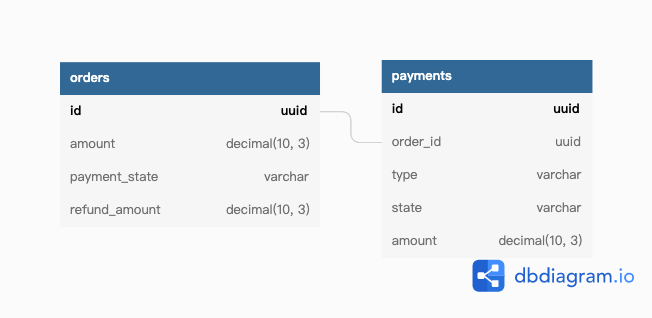 orders
id uuid
amount decimal(10, 3)
payment_state varchar
refund_amount decimal(10, 3)
payments
id uuid
order_id uuid
type varchar
state varchar
amount decimal(10, 3)
dbdiagram.io